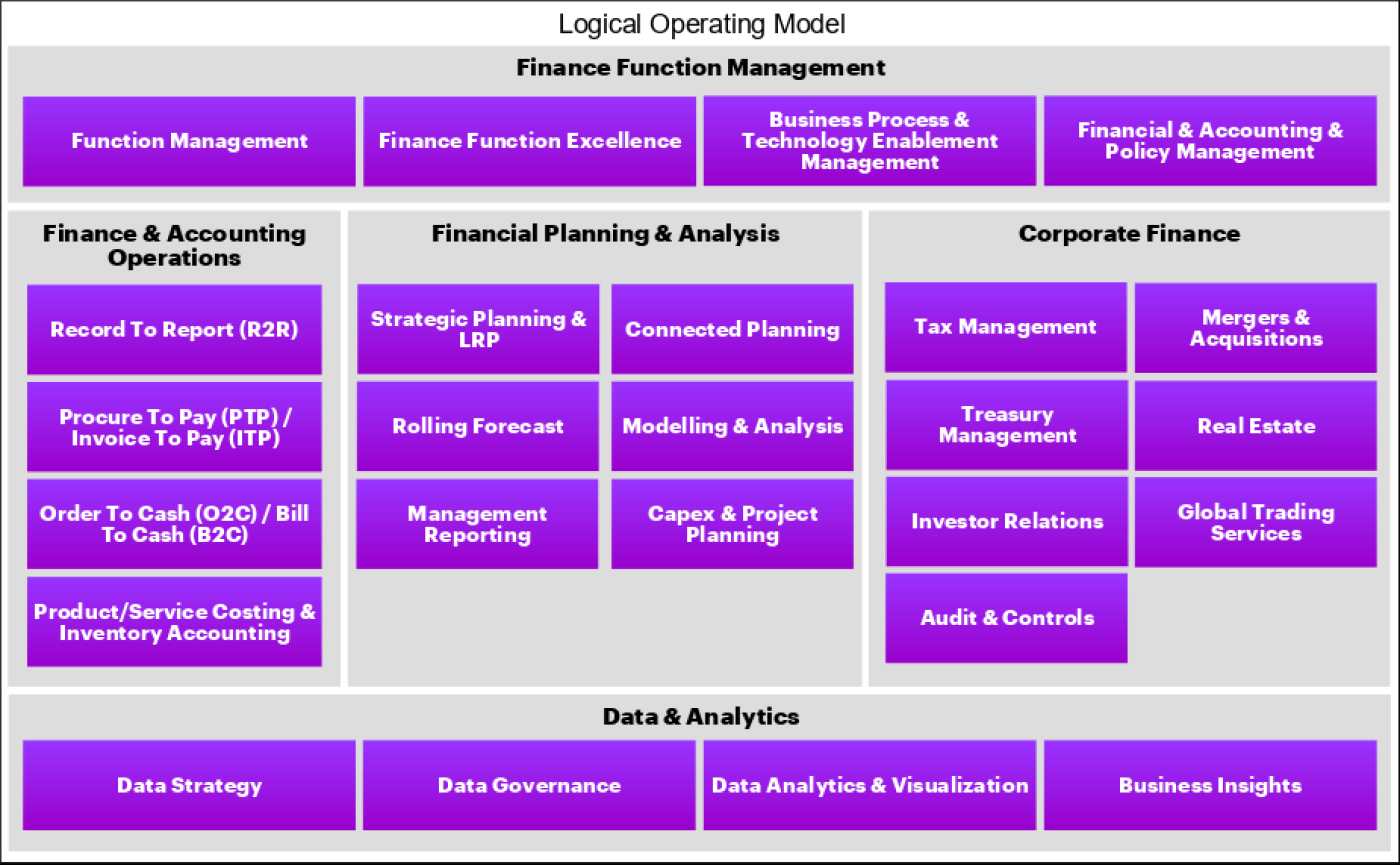 Logical Operating Model
Finance Function Management
Function Management
Finance Function Excellence
Business Process &
Technology Enablement
Management
Financial & Accounting &
Policy Management
Finance & Accounting
Operations
Record To Report (R2R)
Procure To Pay (PTP) /
Invoice To Pay (ITP)
Order To Cash (O2C) / Bill
To Cash (B2C)
Product/Service Costing &
Inventory Accounting
Financial Planning & Analysis
Strategic Planning &
LRP
Connected Planning
Rolling Forecast
Modelling & Analysis
Management
Reporting
Capex & Project
Planning
Corporate Finance
Tax Management
Mergers &
Acquisitions
Treasury
Management
Real Estate
Investor Relations
Global Trading
Services
Audit & Controls
Data & Analytics
Data Strategy
Data Governance
Data Analytics & Visualization
Business Insights